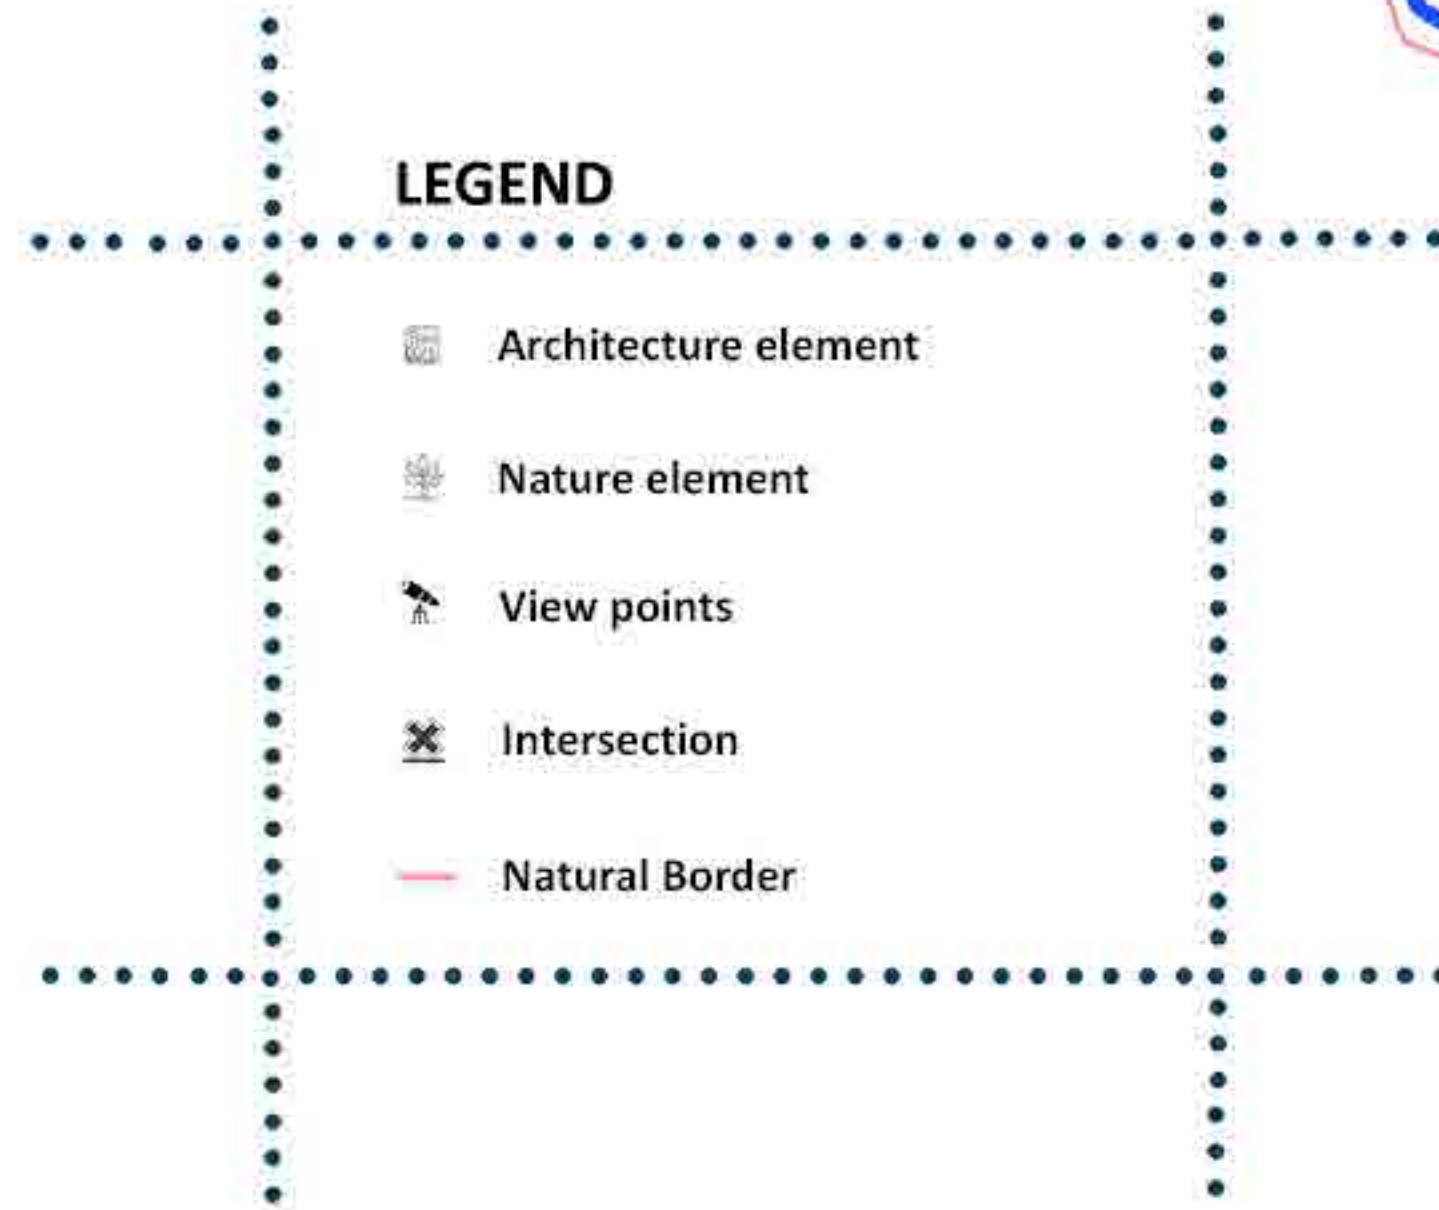 LEGEND
Architecture element
Nature element
View points
Intersection
Natural Border